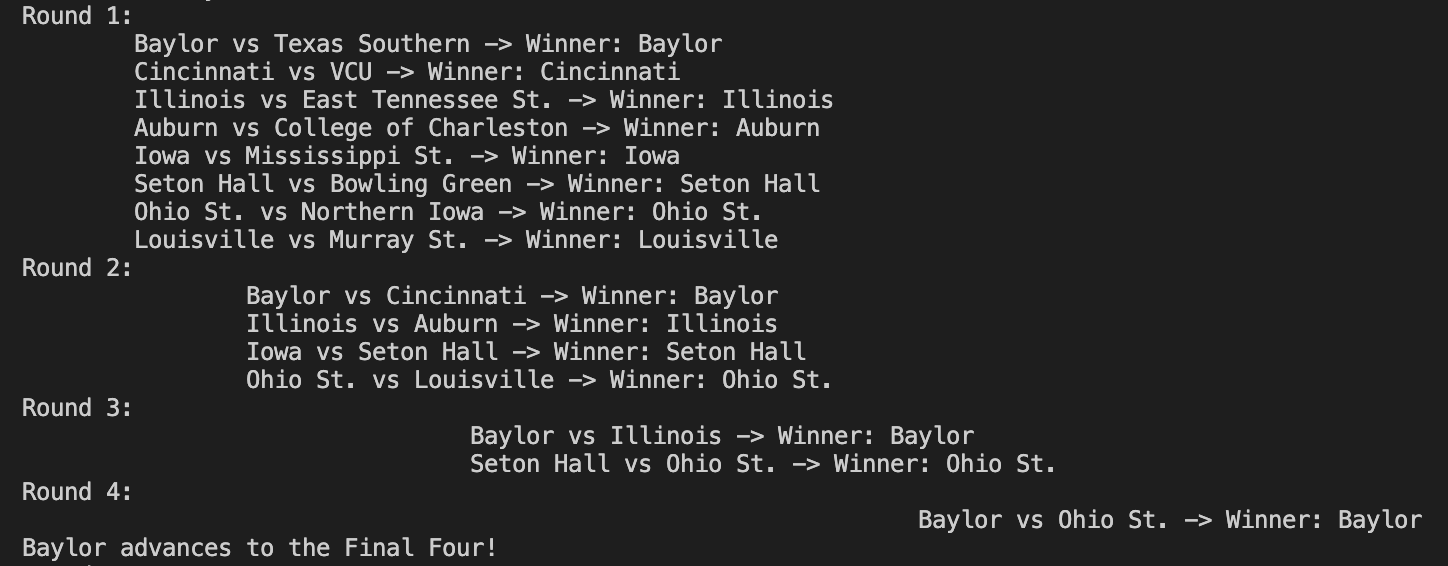 Round 1:
Baylor vs Texas Southern -> Winner: Baylor
Cincinnati vs VCU -> Winner: Cincinnati
Illinois vs East Tennessee St. -> Winner: Illinois
Auburn vs College of Charleston -> Winner: Auburn
Iowa vs Mississippi St. -> Winner: Iowa
Seton Hall vs Bowling Green -> Winner: Seton Hall
Ohio St. vs Northern Iowa -> Winner: Ohio St.
Louisville vs Murray St. -> Winner: Louisville
Round 2:
Baylor vs Cincinnati -> Winner: Baylor
Illinois vs Auburn -> Winner: Illinois
Iowa vs Seton Hall -> Winner: Seton Hall
Ohio St. vs Louisville -> Winner: Ohio St.
Round 3:
Baylor vs Illinois -> Winner: Baylor
Seton Hall vs Ohio St. -> Winner: Ohio St.
Round 4:
Baylor vs Ohio St. -> Winner: Baylor
Baylor advances to the Final Four!